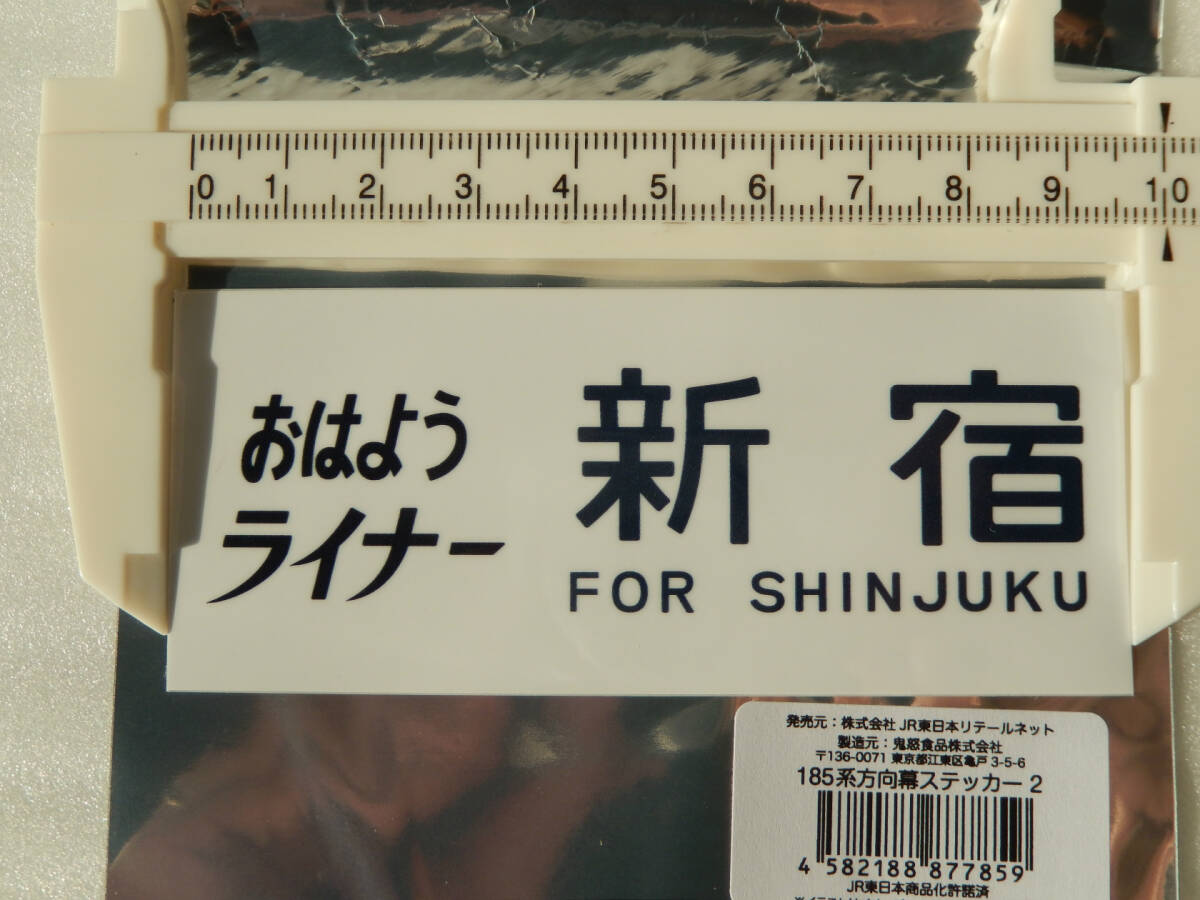 0 1 2 3 4 5 6 7 8 9 10
おはよう
ライナー
新宿
FOR SHINJUKU
発売元：株式会社 JR東日本リテールネット
製造元：鬼怒食品株式会社
〒136-0071 東京都江東区亀戸 3-5-6
185系方向幕ステッカー 2
4 582188 877859
JR東日本商品化許諾済